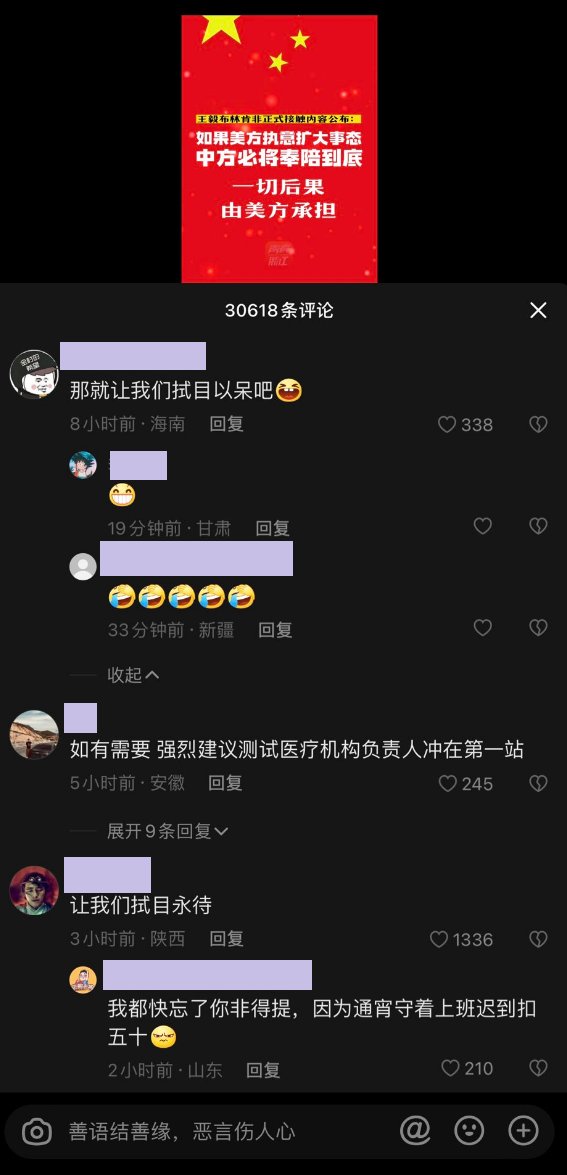 王毅布林肯非正式接触内容公布：
如果美方执意扩大事态
中方必将奉陪到底
一切后果
由美方承担
30618条评论
那就让我们拭目以呆吧
8小时前·海南 回复
338
19分钟前·甘肃 回复
33分钟前·新疆 回复
收起
如有需要 强烈建议测试医疗机构负责人冲在第一站
5小时前·安徽 回复
245
展开9条回复
让我们拭目永待
3小时前·陕西 回复
1336
我都快忘了你非得提，因为通宵守着上班迟到扣
五十
2小时前·山东 回复
210
善语结善缘，恶言伤人心